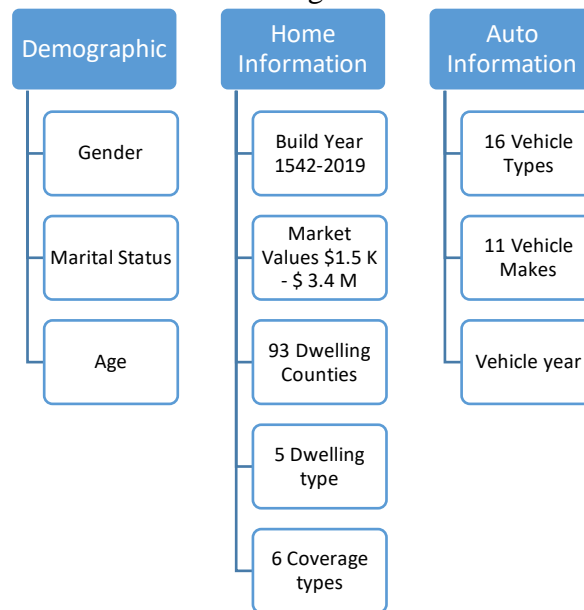 Demographic
Gender
Marital Status
Age
Home
Information
Build Year
1542-2019
Market
Values $1.5 K
- $ 3.4 M
93 Dwelling
Counties
5 Dwelling
type
6 Coverage
types
Auto
Information
16 Vehicle
Types
11 Vehicle
Makes
Vehicle year